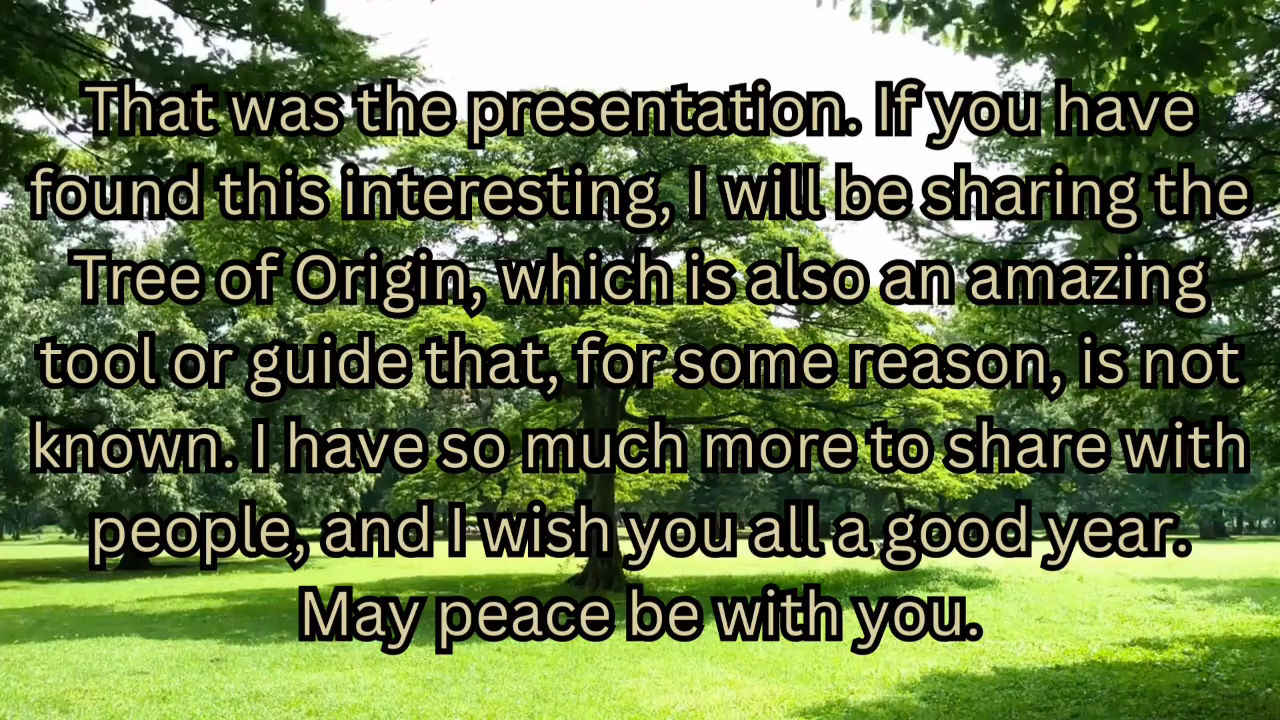 That was the presentation. If you have
found this interesting, I will be sharing the
Tree of Origin, which is also an amazing
tool or guide that, for some reason, is not
known. I have so much more to share with
people, and I wish you all a good year.
May peace be with you.